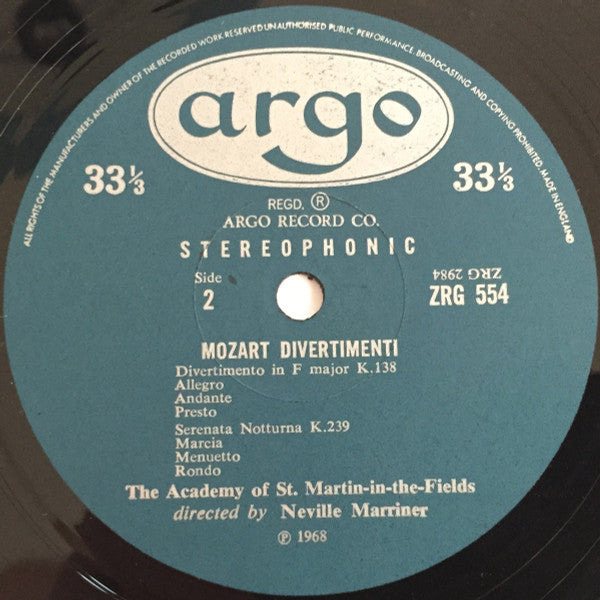 ALL RIGHTS OF THE MANUFACTURERS AND OWNER OF THE RECORDED WORK RESERVED UNAUTHORISED PUBLIC PERFORMANCE, BROADCASTING AND COPYING PROHIBITED. MADE IN ENGLAND
argo
33⅓
33⅓
REGD. ®
ARGO RECORD CO.
STEREOPHONIC
Side
2
ZRG 2984
ZRG 554
MOZART DIVERTIMENTI
Divertimento in F major K.138
Allegro
Andante
Presto
Serenata Notturna K.239
Marcia
Menuetto
Rondo
The Academy of St. Martin-in-the-Fields
directed by Neville Marriner
℗ 1968